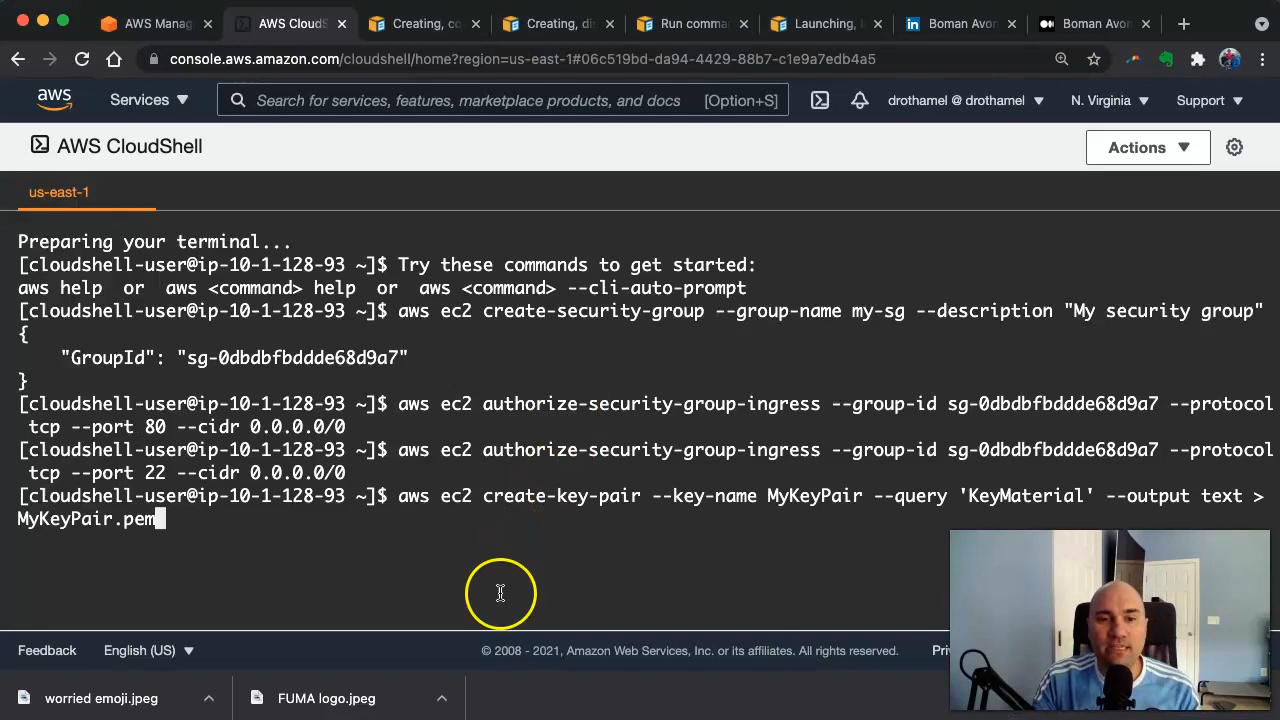 AWS Manag
AWS CloudS
Creating, co
Creating, di
Run comma
Launching, l
Boman Avon
Boman Avon
console.aws.amazon.com/cloudshell/home?region=us-east-1#06c519bd-da94-4429-88b7-c1e9a7edb4a5
aws
Services
Search for services, features, marketplace products, and docs
[Option+S]
drothamel @ drothamel
N. Virginia
Support
AWS CloudShell
Actions
us-east-1
Preparing your terminal...
[cloudshell-user@ip-10-1-128-93 ~]$ Try these commands to get started:
aws help  or  aws <command> help  or  aws <command> --cli-auto-prompt
[cloudshell-user@ip-10-1-128-93 ~]$ aws ec2 create-security-group --group-name my-sg --description "My security group"
{
"GroupId": "sg-0dbdbfbddde68d9a7"
}
[cloudshell-user@ip-10-1-128-93 ~]$ aws ec2 authorize-security-group-ingress --group-id sg-0dbdbfbddde68d9a7 --protocol
tcp --port 80 --cidr 0.0.0.0/0
[cloudshell-user@ip-10-1-128-93 ~]$ aws ec2 authorize-security-group-ingress --group-id sg-0dbdbfbddde68d9a7 --protocol
tcp --port 22 --cidr 0.0.0.0/0
[cloudshell-user@ip-10-1-128-93 ~]$ aws ec2 create-key-pair --key-name MyKeyPair --query 'KeyMaterial' --output text >
MyKeyPair.pem
Feedback
English (US)
© 2008 - 2021, Amazon Web Services, Inc. or its affiliates. All rights reserved.
Pri
worried emoji.jpeg
FUMA logo.jpeg